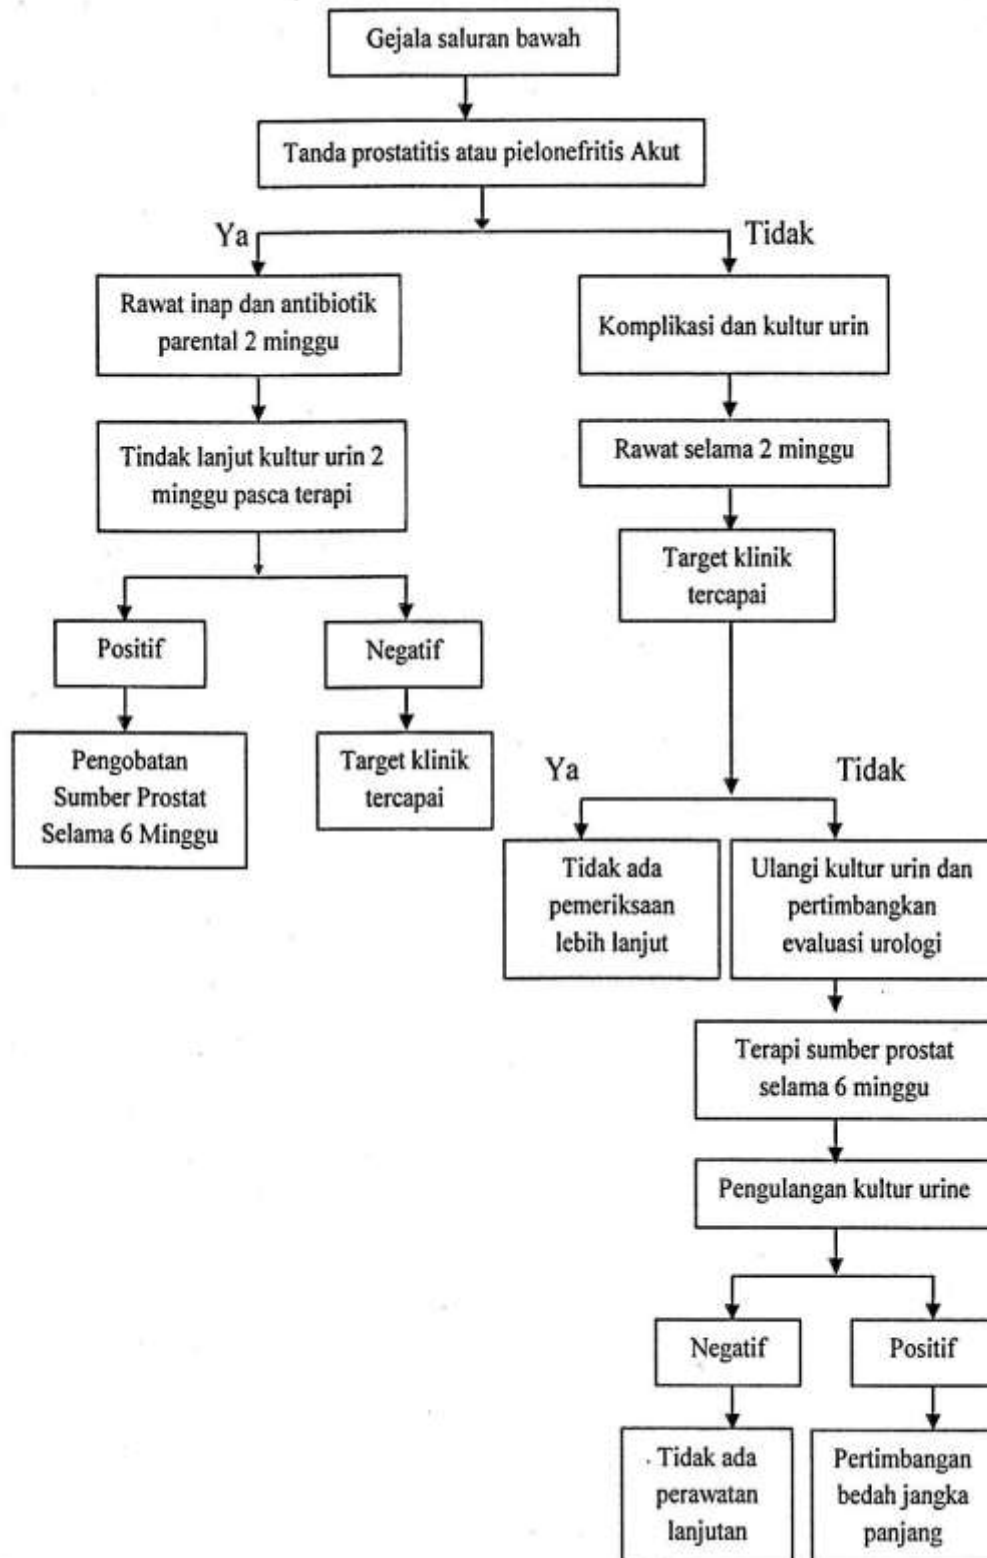 Gejala saluran bawah
Tanda prostatitis atau pielonefritis Akut
Ya
Tidak
Rawat inap dan antibiotik
parental 2 minggu
Komplikasi dan kultur urin
Tindak lanjut kultur urin 2
minggu pasca terapi
Rawat selama 2 minggu
Target klinik
tercapai
Positif
Negatif
Pengobatan
Sumber Prostat
Selama 6 Minggu
Target klinik
tercapai
Ya
Tidak
Tidak ada
pemeriksaan
lebih lanjut
Ulangi kultur urin dan
pertimbangkan
evaluasi urologi
Terapi sumber prostat
selama 6 minggu
Pengulangan kultur urine
Negatif
Positif
Tidak ada
perawatan
lanjutan
Pertimbangan
bedah jangka
panjang